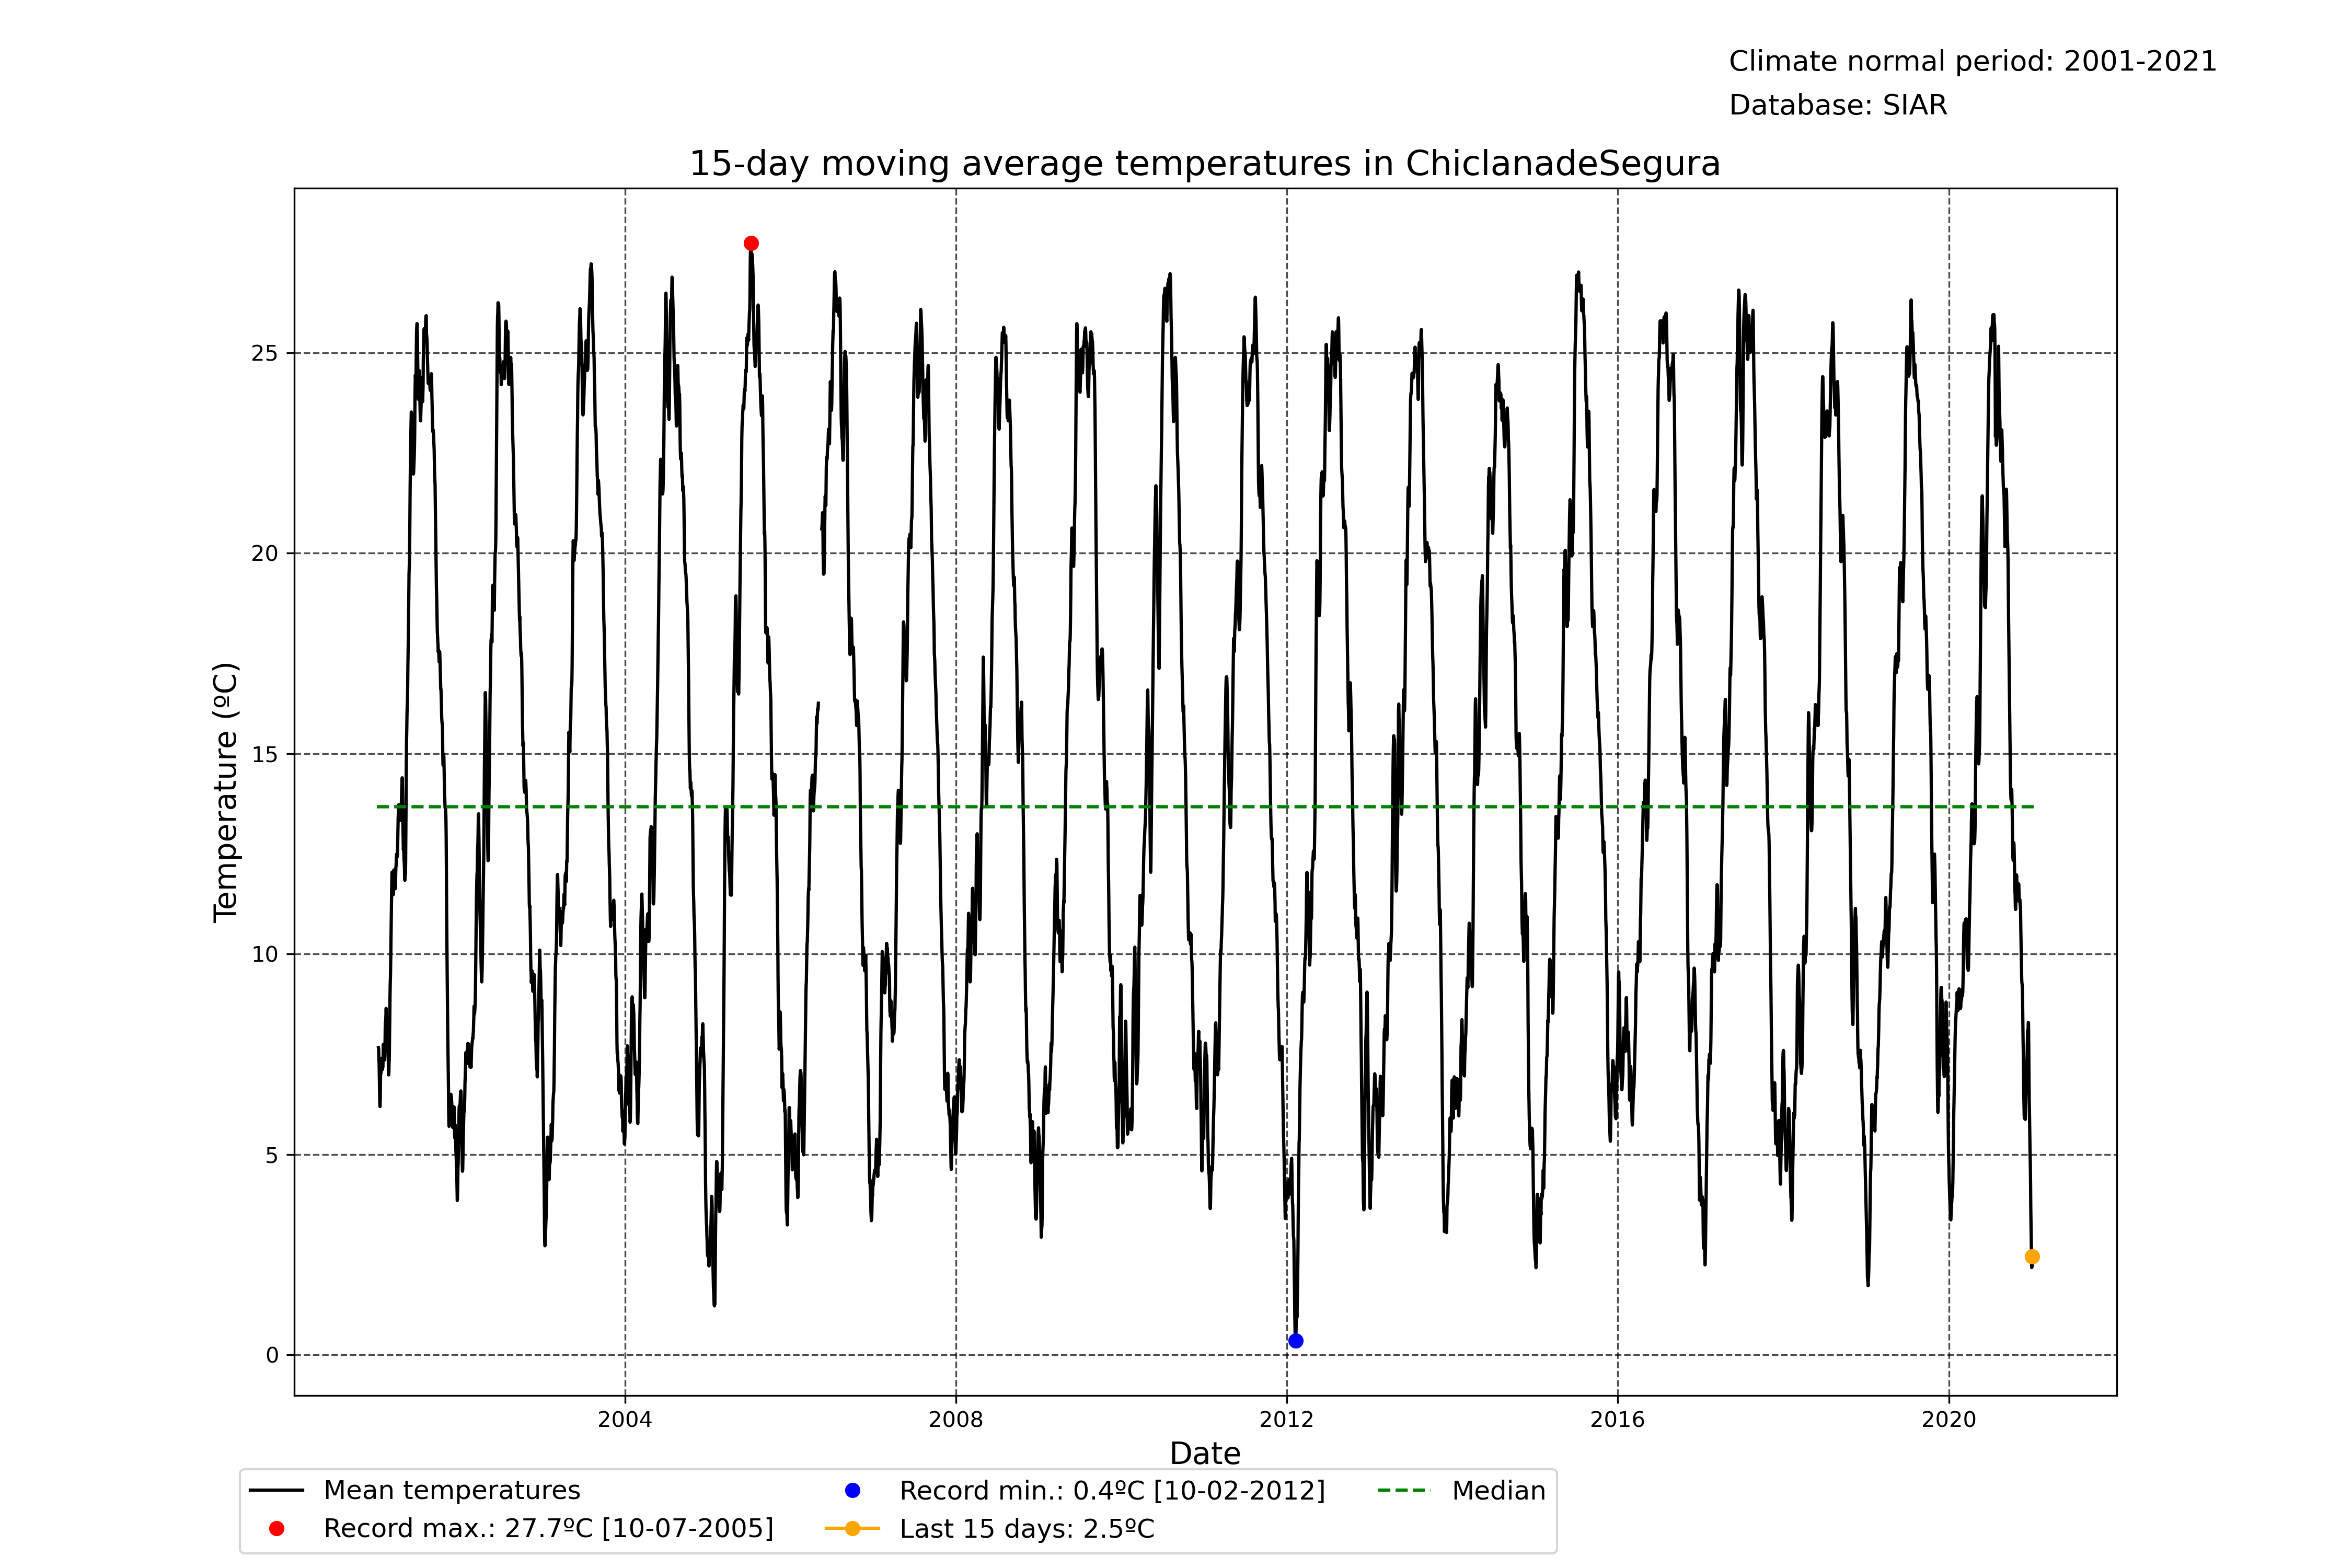 Climate normal period: 2001-2021
Database: SIAR
15-day moving average temperatures in ChiclanadeSegura
Temperature (ºC)
25
20
15
10
5
0
2004 2008 2012 2016 2020
Date
Mean temperatures
Record max.: 27.7ºC [10-07-2005]
Record min.: 0.4ºC [10-02-2012]
Last 15 days: 2.5ºC
Median